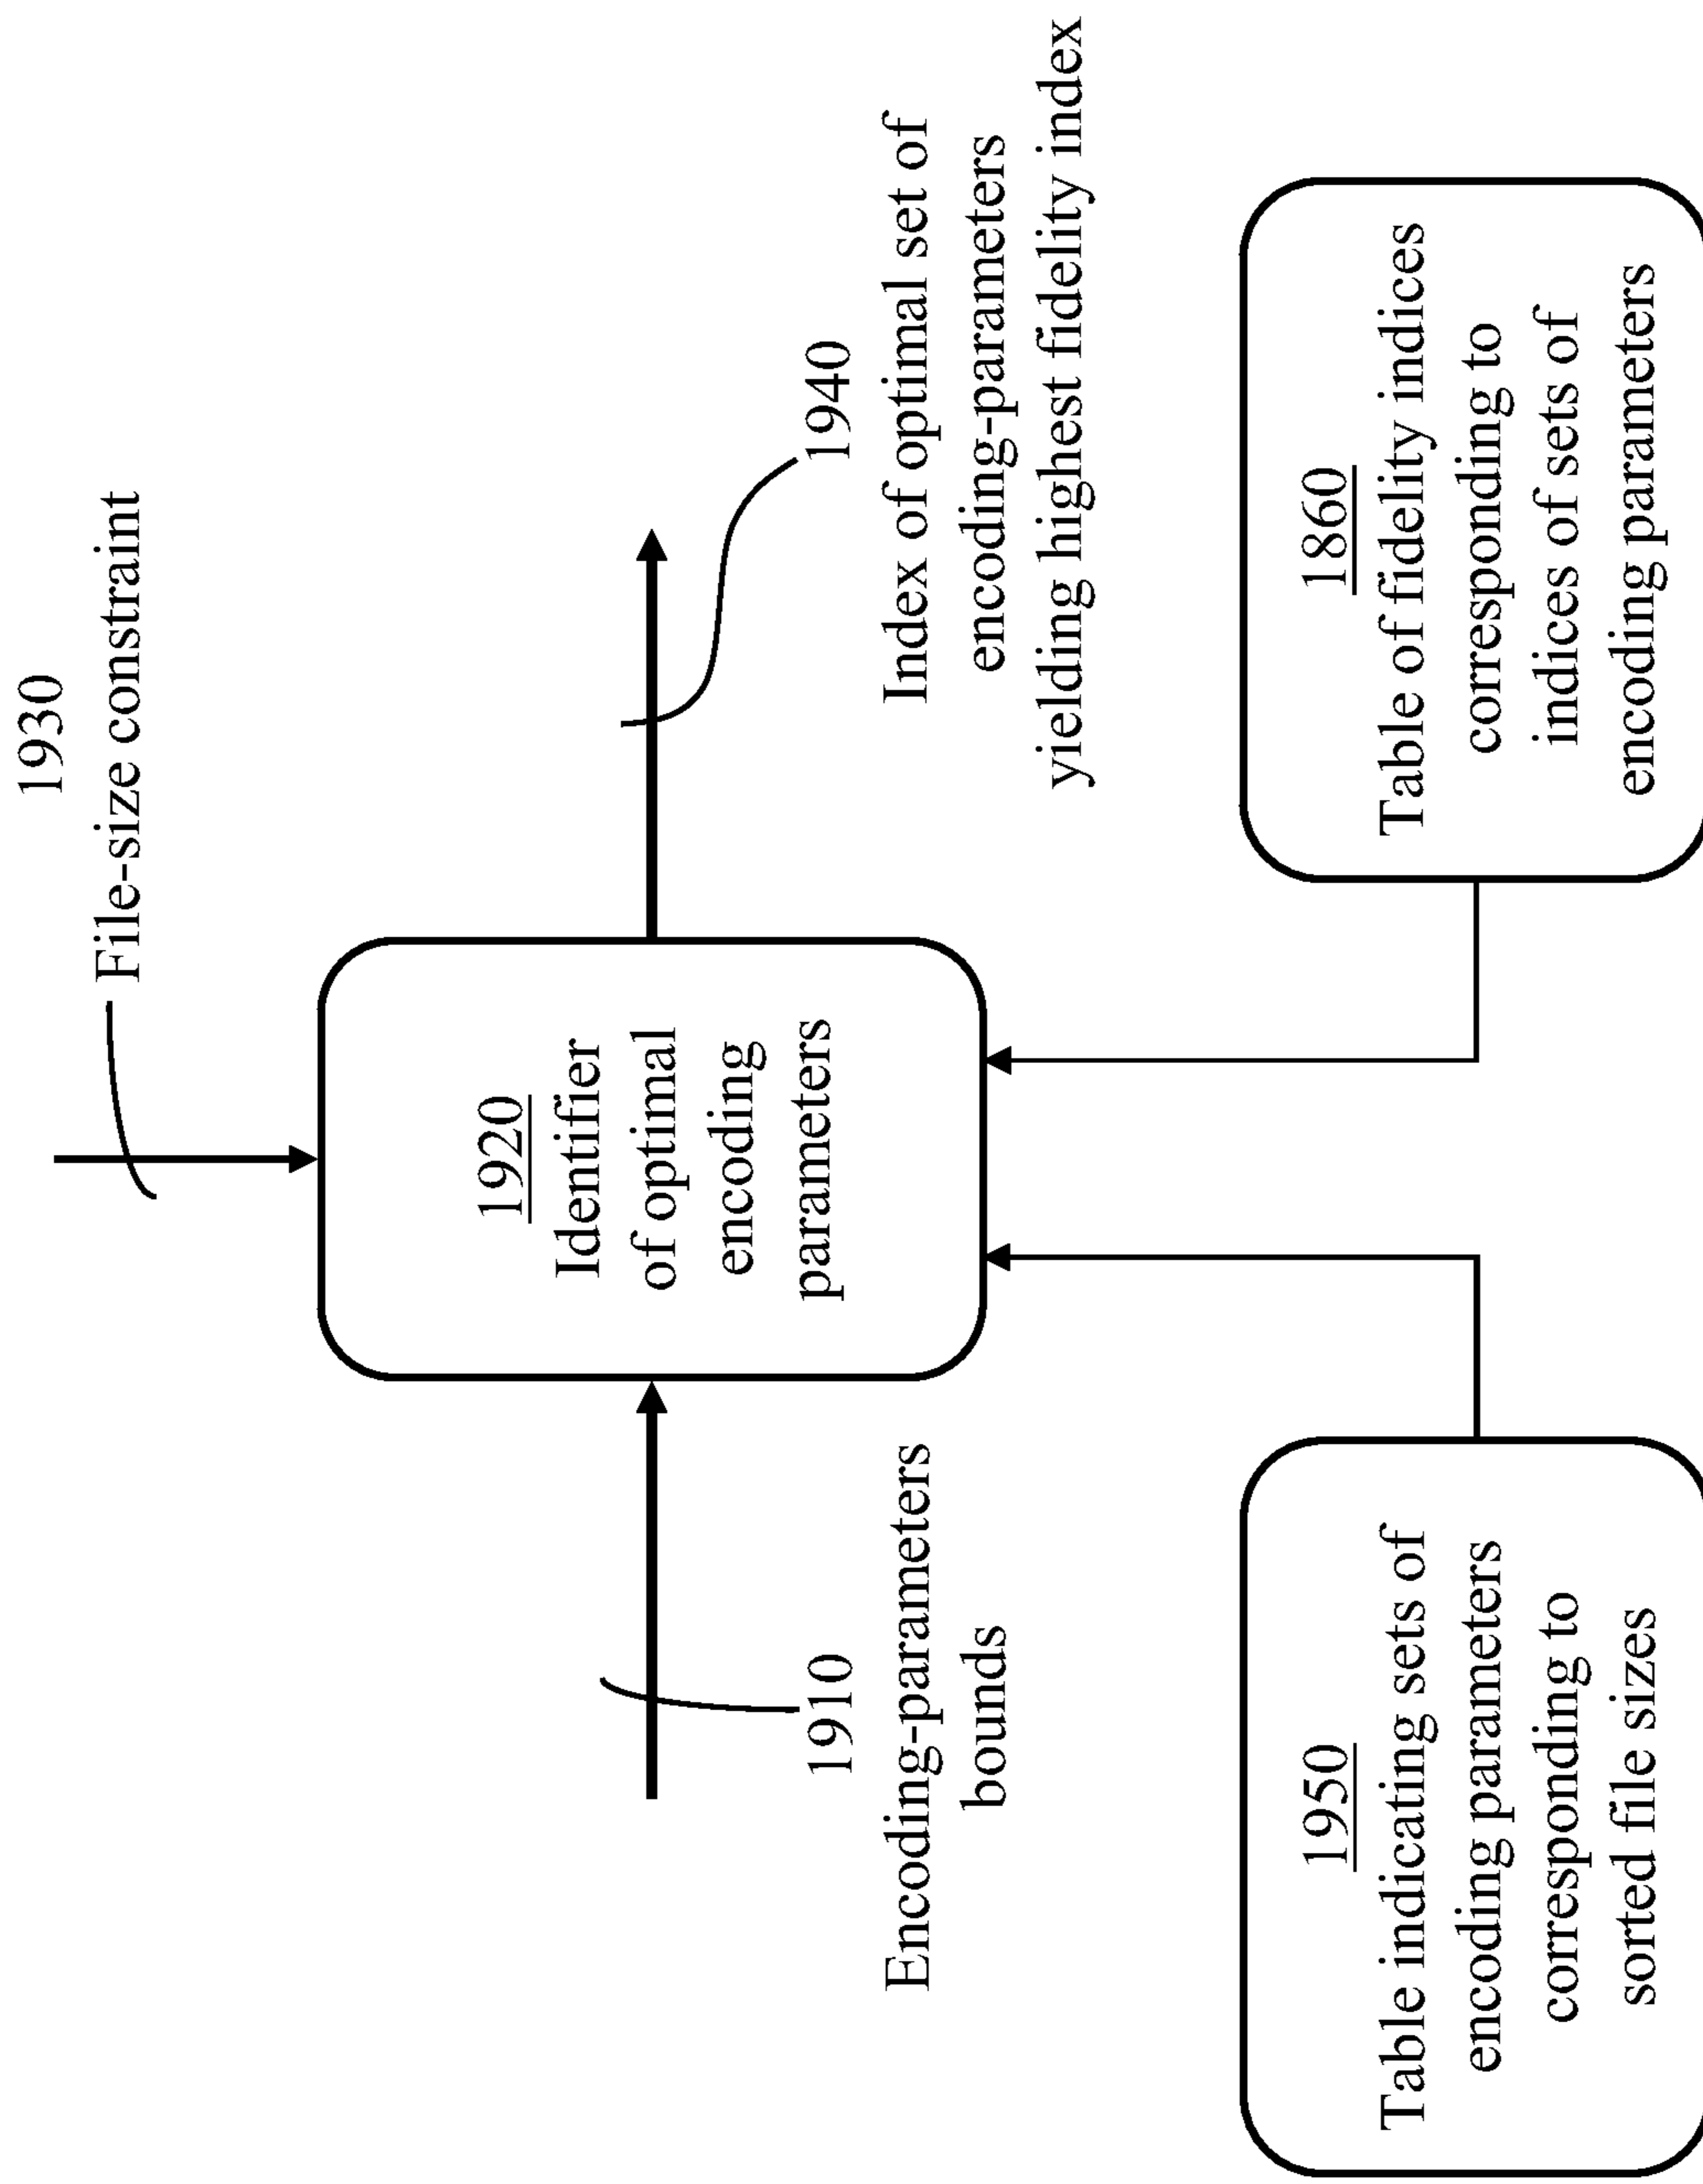 1930
File-size constraint
1920
Identifier
of optimal
encoding
parameters
1910
Encoding-parameters
bounds
1940
Index of optimal set of
encoding-parameters
yielding highest fidelity index
1950
Table indicating sets of
encoding parameters
corresponding to
sorted file sizes
1860
Table of fidelity indices
corresponding to
indices of sets of
encoding parameters